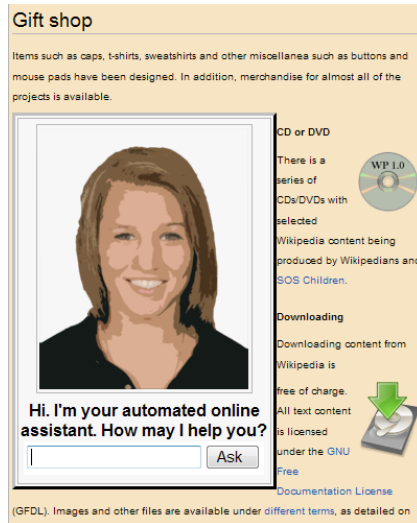 Gift shop
Items such as caps, t-shirts, sweatshirts and other miscellanea such as buttons and
mouse pads have been designed. In addition, merchandise for almost all of the
projects is available.
Hi. I'm your automated online
assistant. How may I help you?
Ask
CD or DVD
There is a
series of
CDs/DVDs with
selected
Wikipedia content being
produced by Wikipedians and
SOS Children.
WP 1.0
Downloading
Downloading content from
Wikipedia is
free of charge.
All text content
is licensed
under the GNU
Free
Documentation License
(GFDL). Images and other files are available under different terms, as detailed on